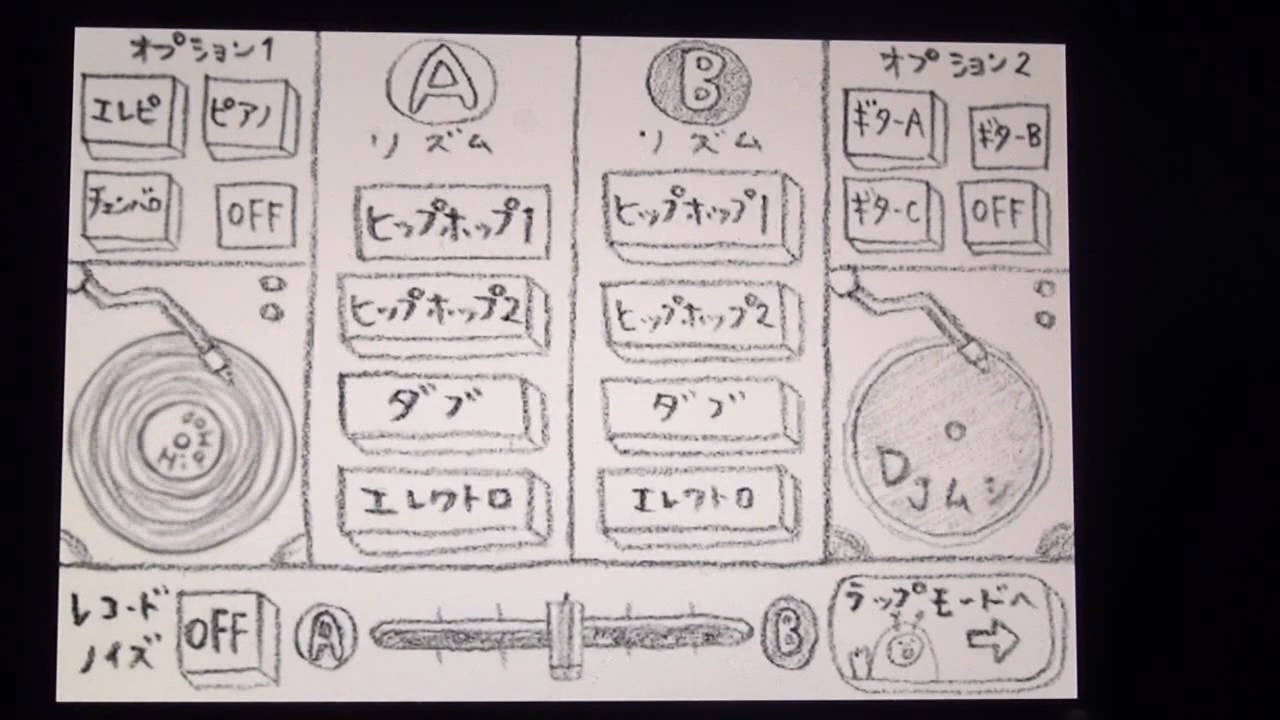 オプション1
エレピ
ピアノ
チェンバロ
OFF
A
リズム
ヒップホップ1
ヒップホップ2
ダブ
エレクトロ
B
リズム
ヒップホップ1
ヒップホップ2
ダブ
エレクトロ
オプション2
ギターA
ギターB
ギターC
OFF
DJムシ
レコード
ノイズ
OFF
A
B
ラップモードへ